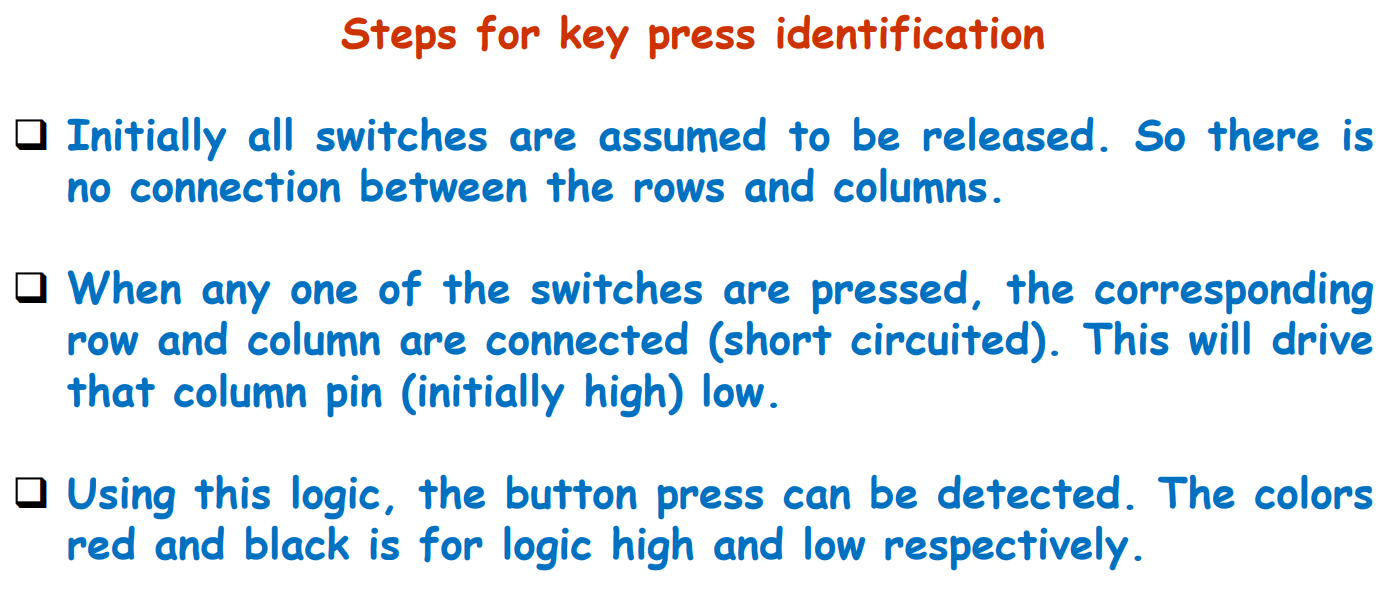 Steps for key press identification
Initially all switches are assumed to be released. So there is
no connection between the rows and columns.
When any one of the switches are pressed, the corresponding
row and column are connected (short circuited). This will drive
that column pin (initially high) low.
Using this logic, the button press can be detected. The colors
red and black is for logic high and low respectively.